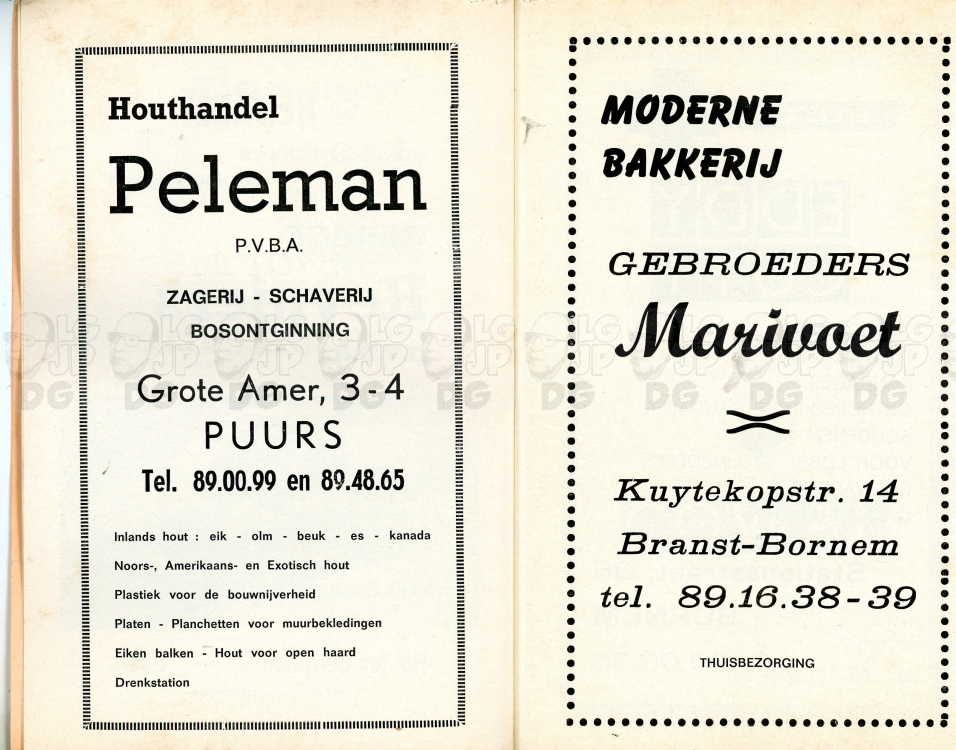 Houthandel
Peleman
P.V.B.A.
ZAGERIJ - SCHAVERIJ
BOSONTGINNING
Grote Amer, 3-4
PUURS
Tel. 89.00.99 en 89.48.65
Inlands hout : eik - olm - beuk - es - kanada
Noors-, Amerikaans- en Exotisch hout
Plastiek voor de bouwnijverheid
Platen - Planchetten voor muurbekledingen
Eiken balken - Hout voor open haard
Drenkstation
MODERNE
BAKKERIJ
GEBROEDERS
Marivoet
Kuytekopstr. 14
Branst-Bornem
tel. 89.16.38-39
THUISBEZORGING